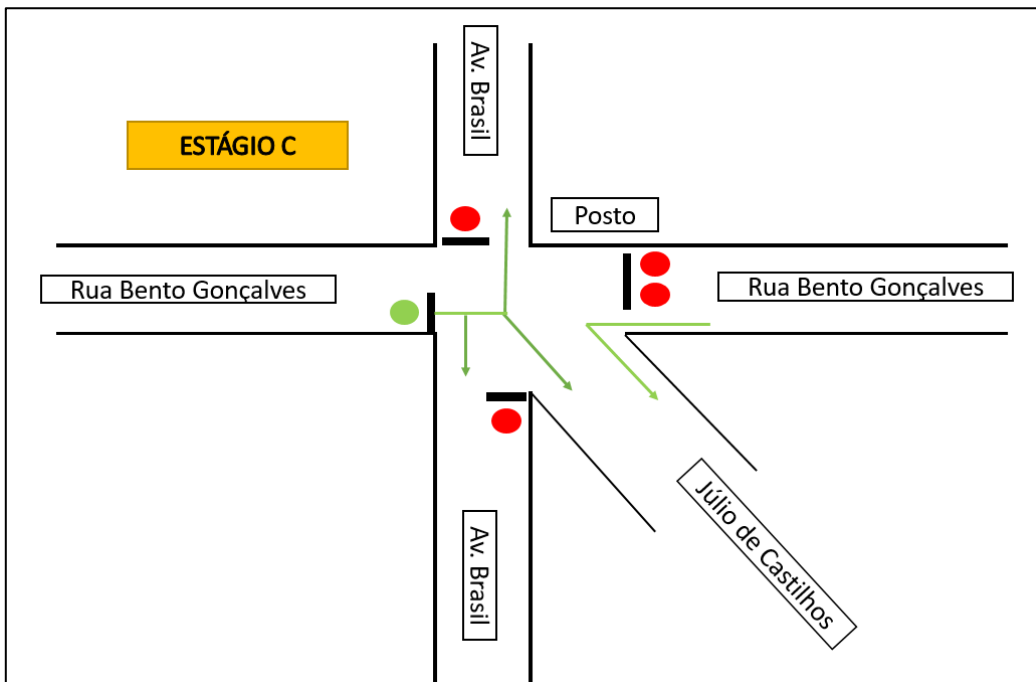 Av. Brasil
ESTÁGIO C
Posto
Rua Bento Gonçalves
Rua Bento Gonçalves
Júlio de Castilhos
Av. Brasil